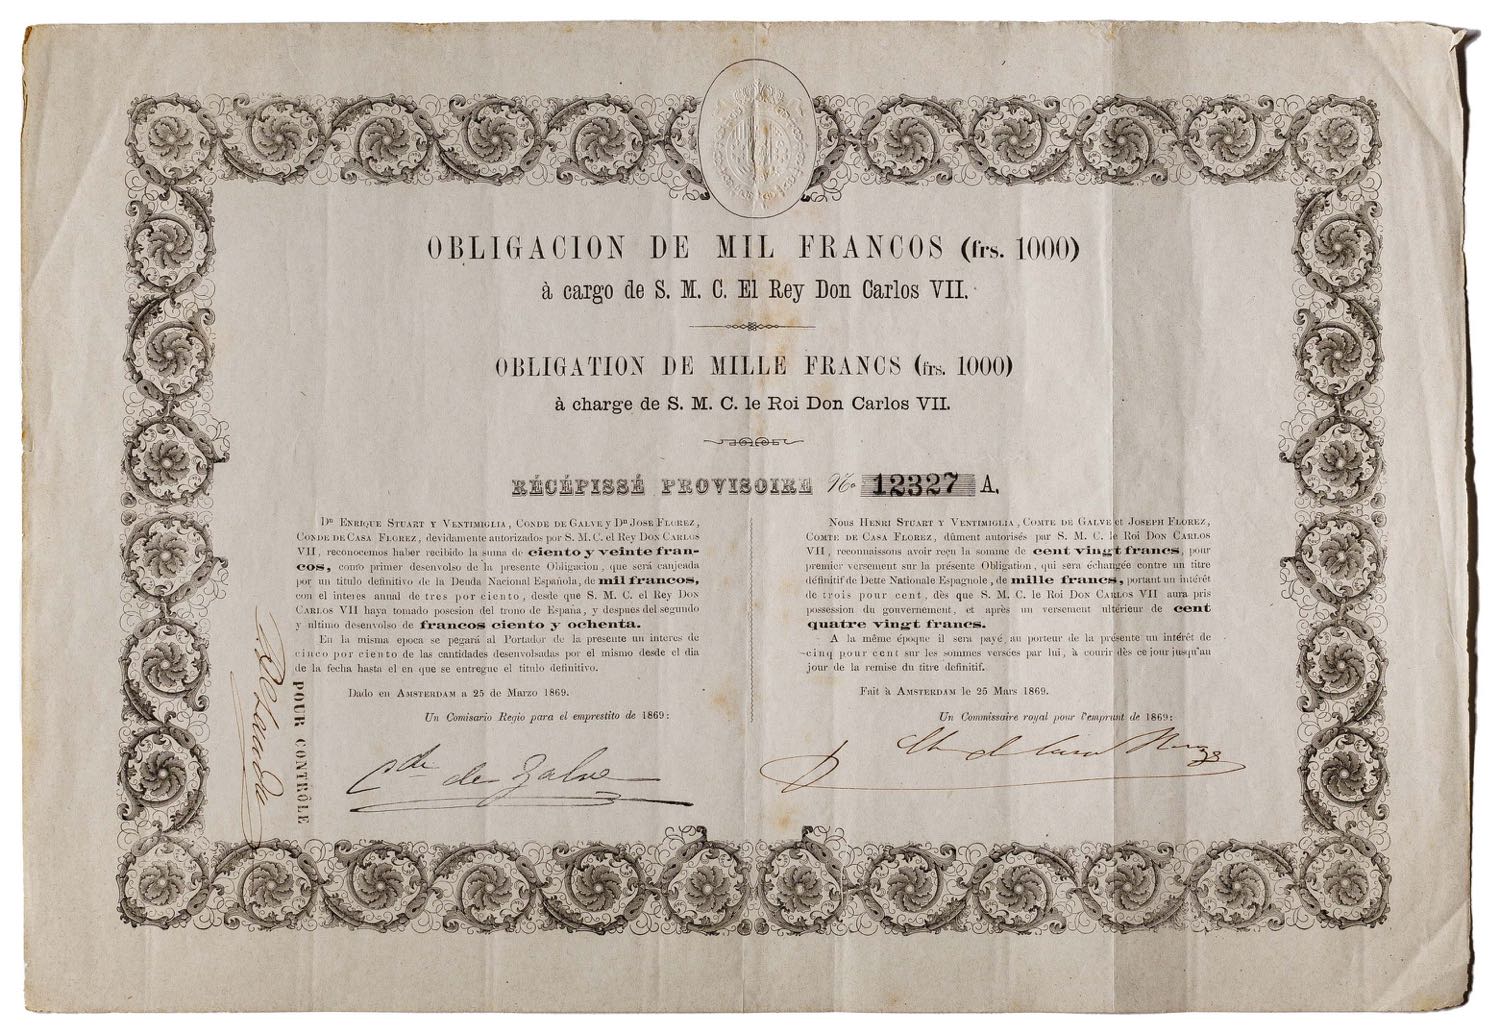 OBLIGACION DE MIL FRANCOS (frs. 1000)
à cargo de S. M. C. El Rey Don Carlos VII.
OBLIGATION DE MILLE FRANCS (frs. 1000)
à charge de S. M. C. le Roi Don Carlos VII.
RÉCÉPISSÉ PROVISOIRE No 12327 A.
Dn Enrique Stuart y Ventimiglia, Conde de Galve y Dn Jose Florez,
Conde de Casa Florez, devidamente autorizados por S. M. C. el Rey Don Carlos
VII, reconocemos haber recibido la suma de ciento y veinte fran-
cos, como primer desenvolso de la presente Obligacion, que será canjeada
por un titulo definitivo de la Deuda Nacional Española, de mil francos,
con el interes anual de tres por ciento, desde que S. M. C. el Rey Don
Carlos VII haya tomado posesion del trono de España, y despues del segundo
y ultimo desenvolso de francos ciento y ochenta.
En la misma epoca se pegará al Portador de la presente un interes de
cinco por ciento de las cantidades desenvolsadas por el mismo desde el dia
de la fecha hasta el en que se entregue el titulo definitivo.
Dado en Amsterdam a 25 de Marzo 1869.
Un Comisario Regio para el emprestito de 1869:
Cde de Galve
Nous Henri Stuart y Ventimiglia, Comte de Galve et Joseph Florez,
Comte de Casa Florez, dûment autorisés par S. M. C. le Roi Don Carlos
VII, reconnaissons avoir reçu la somme de cent vingt francs, pour
premier versement sur la présente Obligation, qui sera échangée contre un titre
définitif de Dette Nationale Espagnole, de mille francs, portant un intérêt
de trois pour cent, dès que S. M. C. le Roi Don Carlos VII aura pris
possession du gouvernement, et après un versement ultérieur de cent
quatre vingt francs.
A la même époque il sera payé au porteur de la présente un intérêt de
cinq pour cent sur les sommes versées par lui, à courir dès ce jour jusqu'au
jour de la remise du titre définitif.
Fait à Amsterdam le 25 Mars 1869.
Un Commissaire royal pour l'emprunt de 1869:
de Casa Florez
POUR CONTRÔLE